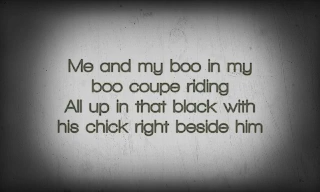 Me and my boo in my
boo coupe riding
All up in that black with
his chick right beside him